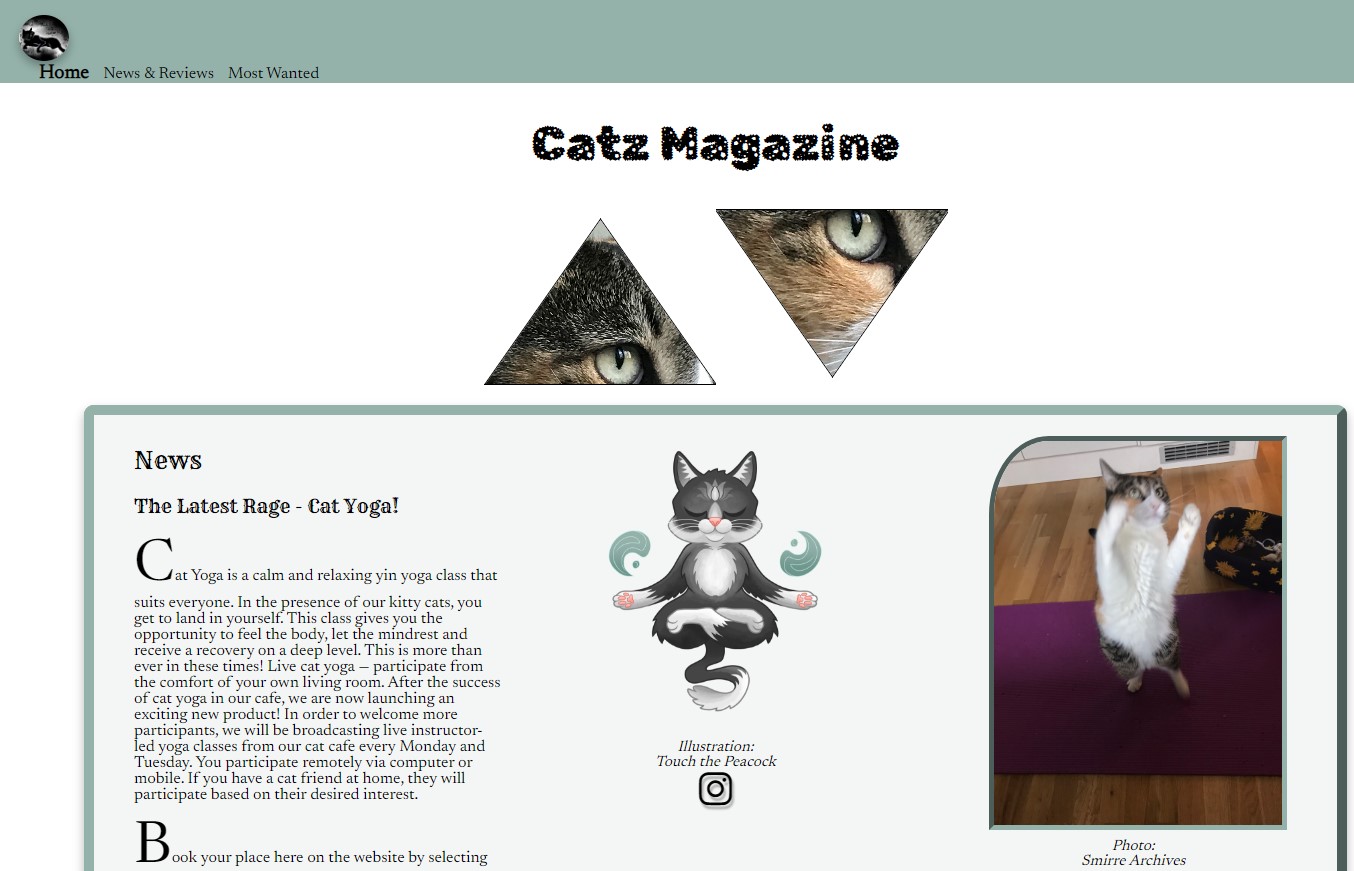 Home News & Reviews Most Wanted
Catz Magazine
News
The Latest Rage - Cat Yoga!
Cat Yoga is a calm and relaxing yin yoga class that
suits everyone. In the presence of our kitty cats, you
get to land in yourself. This class gives you the
opportunity to feel the body, let the mindrest and
receive a recovery on a deep level. This is more than
ever in these times! Live cat yoga – participate from
the comfort of your own living room. After the success
of cat yoga in our cafe, we are now launching an
exciting new product! In order to welcome more
participants, we will be broadcasting live instructor-
led yoga classes from our cat cafe every Monday and
Tuesday. You participate remotely via computer or
mobile. If you have a cat friend at home, they will
participate based on their desired interest.
Book your place here on the website by selecting
Illustration:
Touch the Peacock
Photo:
Smirre Archives